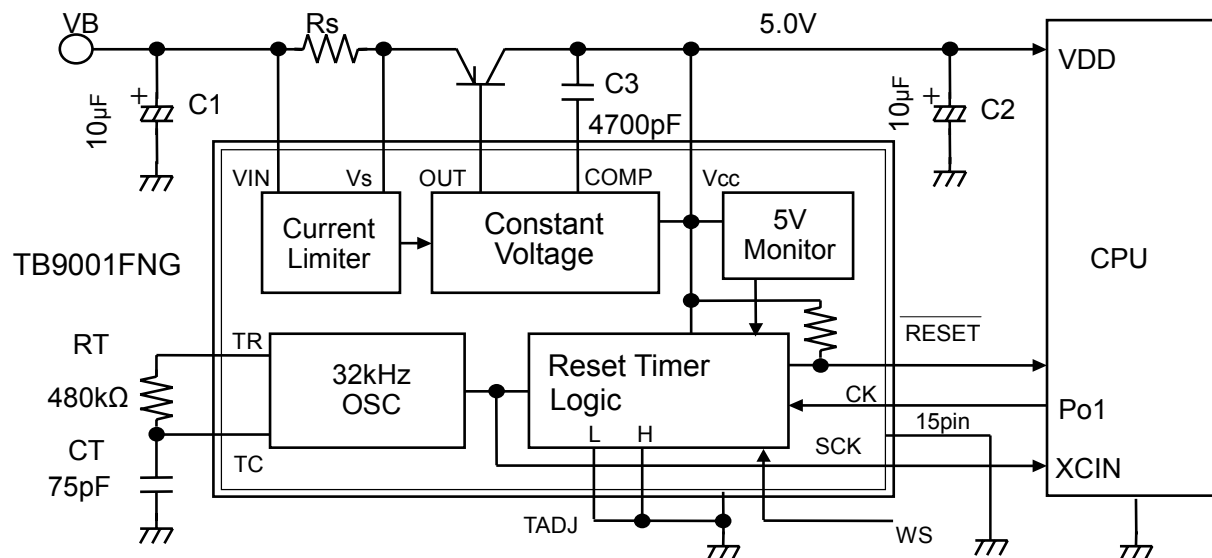 VB
Rs
5.0V
VDD
+
10µF
C1
C3
4700pF
+
10µF
C2
VIN
Vs
OUT
COMP
Vcc
Current
Limiter
Constant
Voltage
5V
Monitor
CPU
TB9001FNG
RESET
TR
RT
480kΩ
32kHz
OSC
Reset Timer
Logic
CK
Po1
15pin
L
H
SCK
CT
75pF
TC
XCIN
TADJ
WS